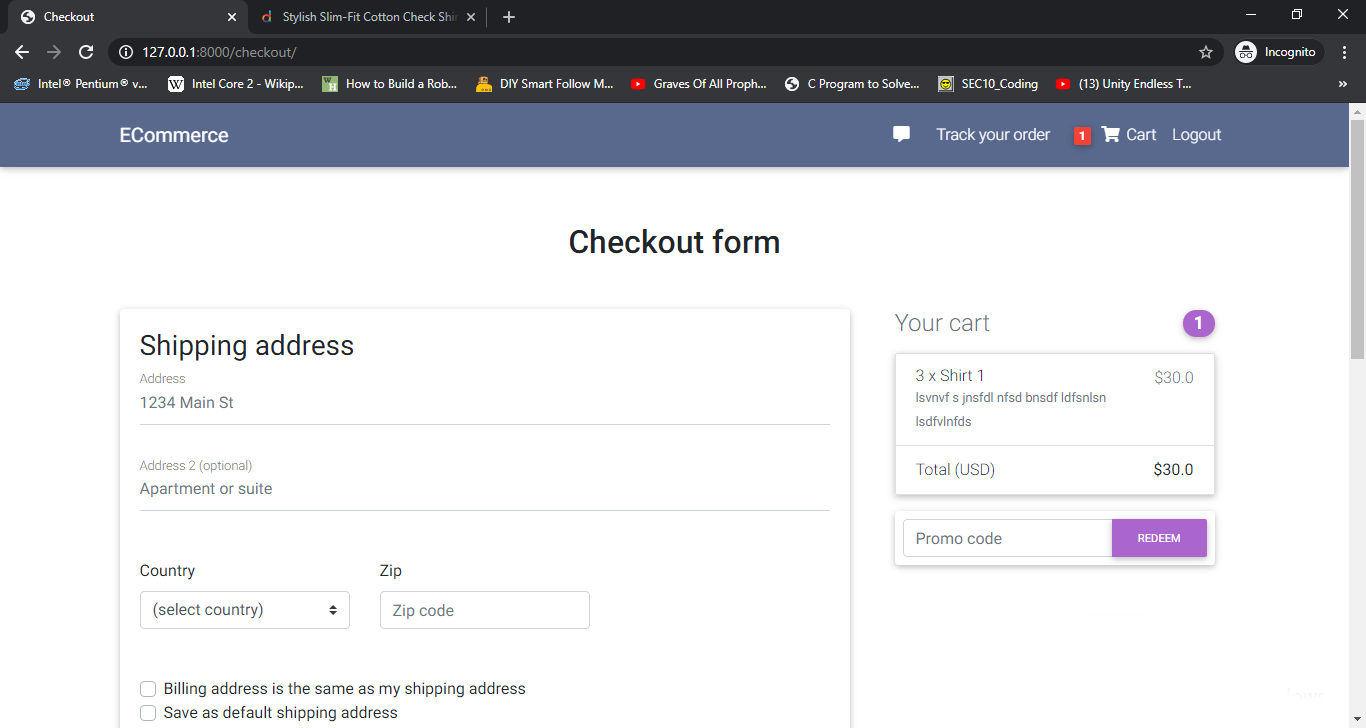 Checkout
Stylish Slim-Fit Cotton Check Shir
127.0.0.1:8000/checkout/
Incognito
Intel® Pentium® v...
Intel Core 2 - Wikip...
How to Build a Rob...
DIY Smart Follow M...
Graves Of All Proph...
C Program to Solve...
SEC10_Coding
(13) Unity Endless T...
»
ECommerce
Track your order
1
Cart
Logout
Checkout form
Shipping address
Address
1234 Main St
Address 2 (optional)
Apartment or suite
Country
Zip
(select country)
Zip code
Billing address is the same as my shipping address
Save as default shipping address
Your cart
1
3 x Shirt 1
$30.0
lsvnvf s jnsfdl nfsd bnsdf ldfsnlsn
lsdfvlnfds
Total (USD)
$30.0
Promo code
REDEEM